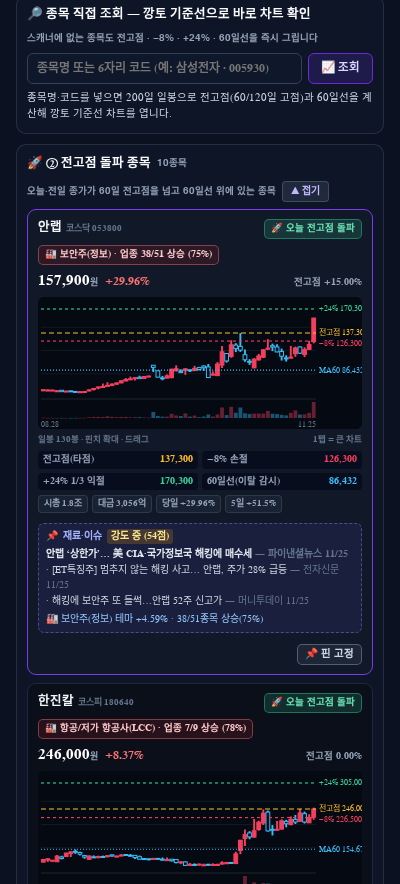 🔎 종목 직접 조회 — 깡토 기준선으로 바로 차트 확인
스캐너에 없는 종목도 전고점 · −8% · +24% · 60일선을 즉시 그립니다
종목명 또는 6자리 코드 (예: 삼성전자 · 005930)
📈 조회
종목명·코드를 넣으면 200일 일봉으로 전고점(60/120일 고점)과 60일선을 계
산해 깡토 기준선 차트를 엽니다.
🚀 ② 전고점 돌파 종목 10종목
오늘·전일 종가가 60일 전고점을 넘고 60일선 위에 있는 종목
▲ 접기
안랩 코스닥 053800
🚀 오늘 전고점 돌파
🏭 보안주(정보) · 업종 38/51 상승 (75%)
157,900원 +29.96%
전고점 +15.00%
+24% 170,30
전고점 137,30
−8% 126,300
MA60 86,432
08.28
11.25
일봉 130봉 · 핀치 확대 · 드래그
1탭 = 큰 차트
전고점(타점) 137,300
−8% 손절 126,300
+24% 1/3 익절 170,300
60일선(이탈 감시) 86,432
시총 1.8조
대금 3,056억
당일 +29.96%
5일 +51.5%
📌 재료·이슈 강도 중 (54점)
안랩 ‘상한가’… 美 CIA·국가정보국 해킹에 매수세 — 파이낸셜뉴스 11/25
· [ET특징주] 멈추지 않는 해킹 사고… 안랩, 주가 28% 급등 — 전자신문
11/25
· 해킹에 보안주 또 들썩…안랩 52주 신고가 — 머니투데이 11/25
🏭 보안주(정보) 테마 +4.59% · 38/51종목 상승(75%)
📌 핀 고정
한진칼 코스피 180640
🚀 오늘 전고점 돌파
🏭 항공/저가 항공사(LCC) · 업종 7/9 상승 (78%)
246,000원 +8.37%
전고점 0.00%
+24% 305,00
전고점 246,00
−8% 226,500
MA60 154,67